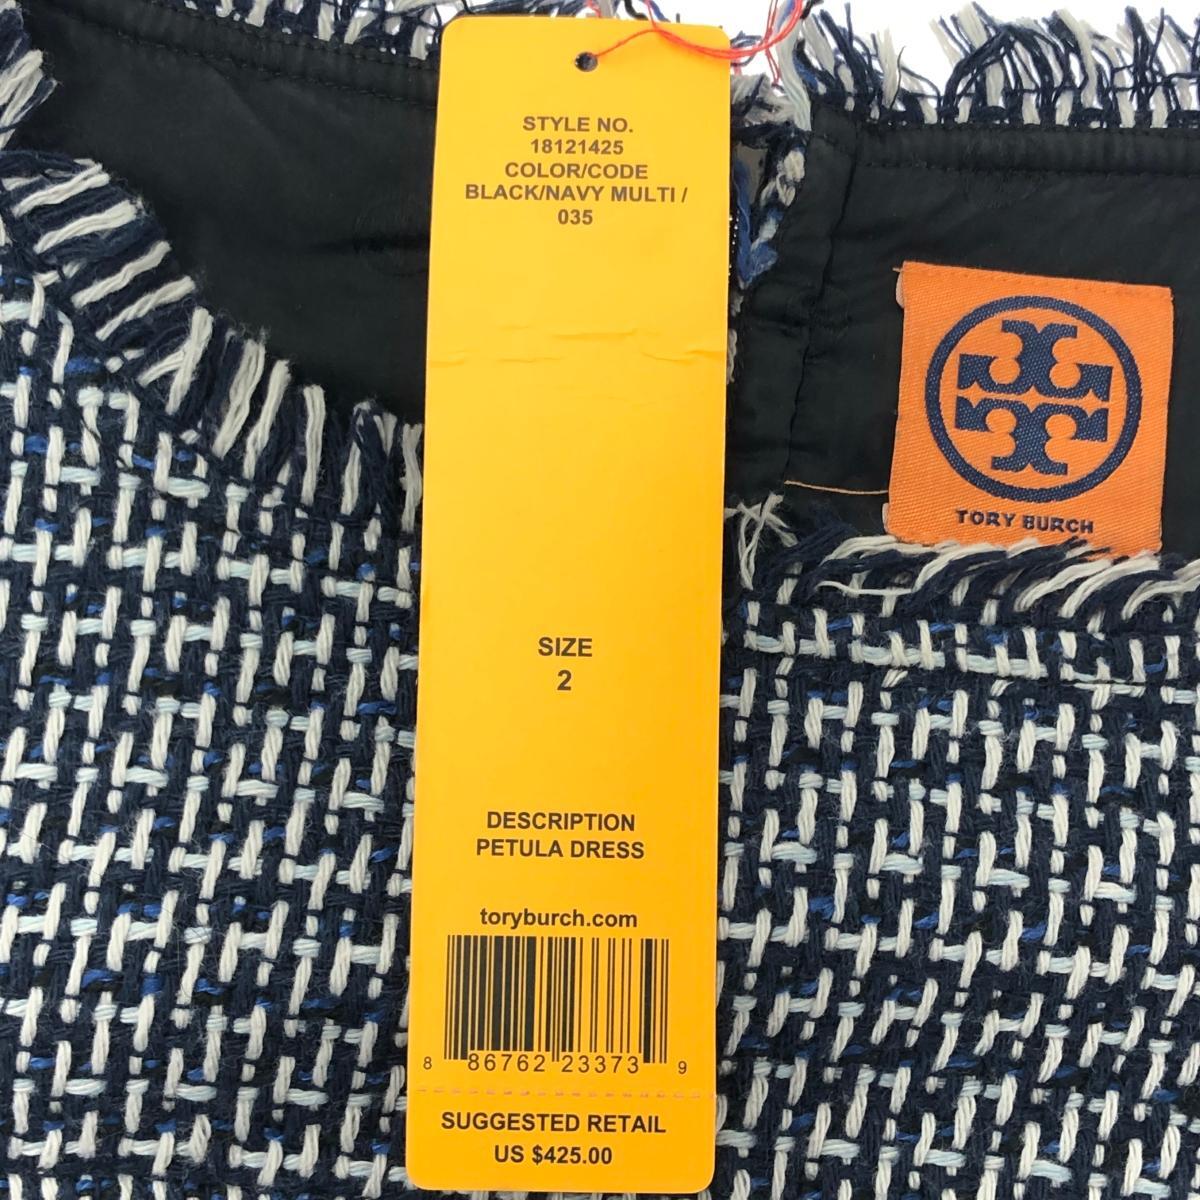 STYLE NO.
18121425
COLOR/CODE
BLACK/NAVY MULTI /
035
SIZE
2
DESCRIPTION
PETULA DRESS
toryburch.com
8 86762 23373 9
SUGGESTED RETAIL
US $425.00
TORY BURCH